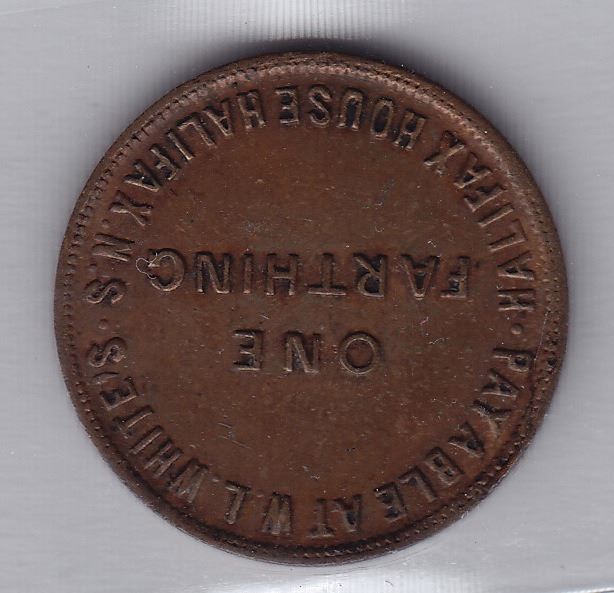 PAYABLE AT W.L. WHITE'S
ONE
FARTHING
HALIFAX HOUSE HALIFAX. N.S.